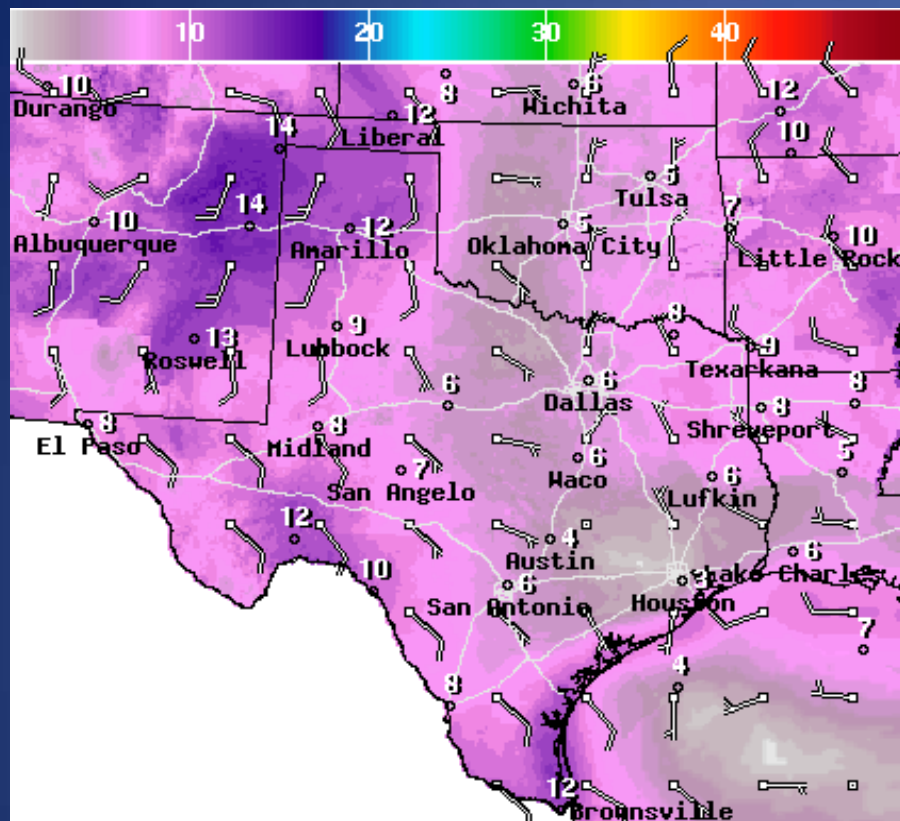 10 20 30 40
10 8 6 12
Durango Wichita
12
Liberal
14 10
5
Tulsa
14 7
10 12 5 10
Albuquerque Amarillo Oklahoma City Little Rock
13 9 8
Roswell Lubbock 9
Texarkana
6 6 8
Dallas
8 8 8
El Paso Midland Shreveport
7 6 6 5
San Angelo Waco Lufkin
12 4 6
Austin
10 6 3 Lake Charles
San Antonio Houston
7
8 4
12
Brownsville